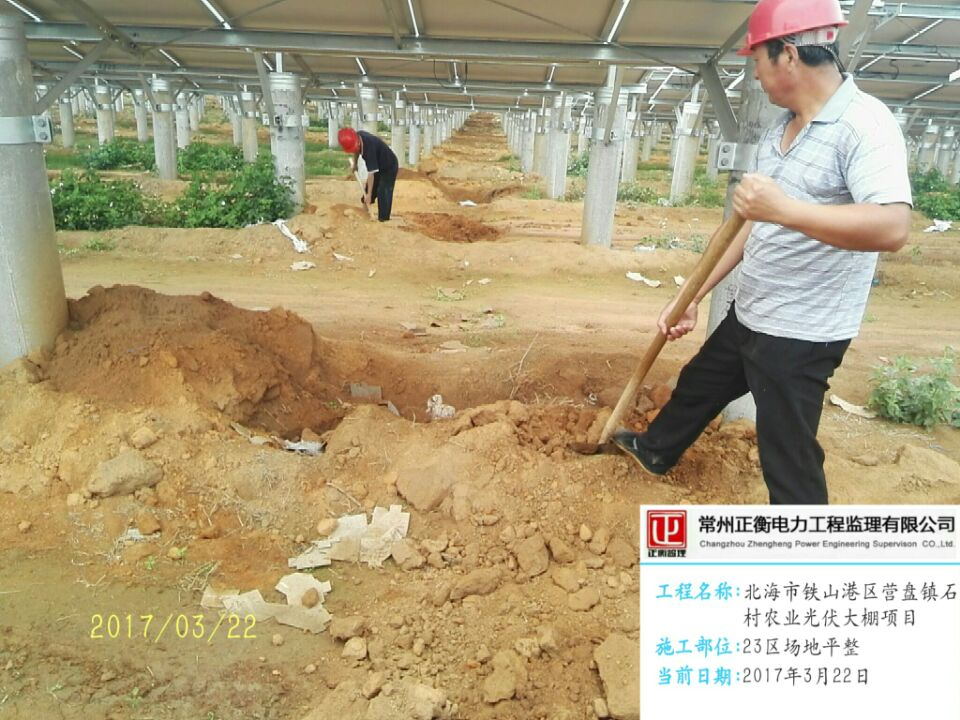 2017/03/22
正衡管理
常州正衡电力工程监理有限公司
Changzhou Zhengheng Power Engineering Supervison CO.,Ltd.
工程名称:北海市铁山港区营盘镇石
村农业光伏大棚项目
施工部位:23区场地平整
当前日期:2017年3月22日